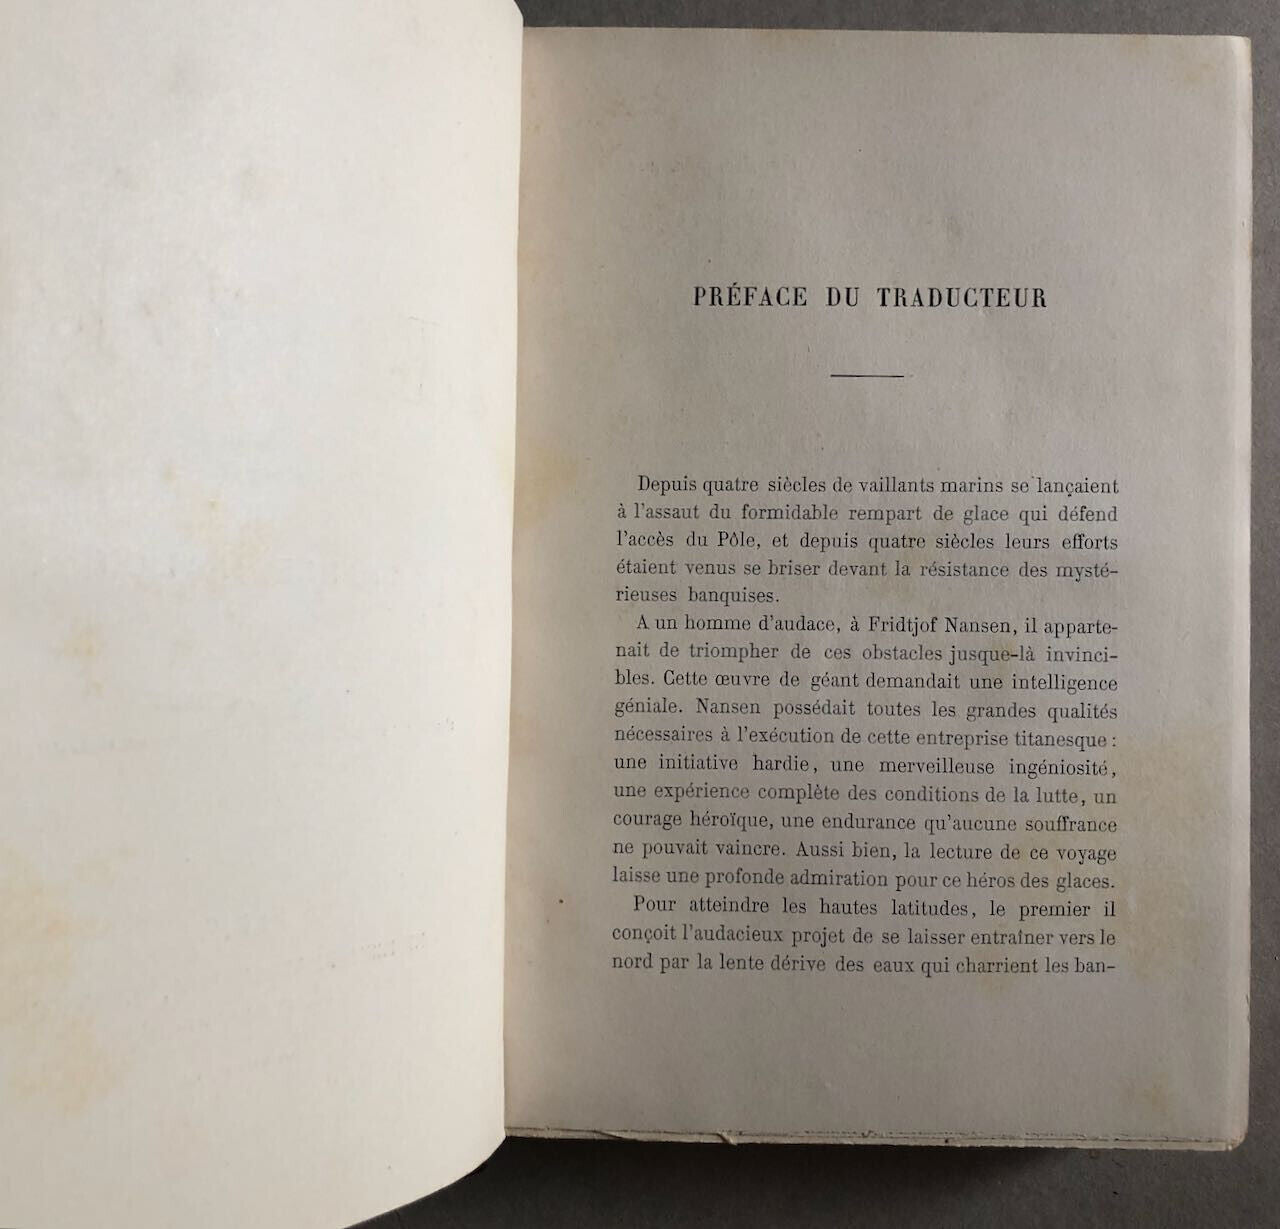 PRÉFACE DU TRADUCTEUR
Depuis quatre siècles de vaillants marins se lançaient
à l'assaut du formidable rempart de glace qui défend
l'accès du Pôle, et depuis quatre siècles leurs efforts
étaient venus se briser devant la résistance des mysté-
rieuses banquises.
A un homme d'audace, à Fridtjof Nansen, il apparte-
nait de triompher de ces obstacles jusque-là invinci-
bles. Cette œuvre de géant demandait une intelligence
géniale. Nansen possédait toutes les grandes qualités
nécessaires à l'exécution de cette entreprise titanesque :
une initiative hardie, une merveilleuse ingéniosité,
une expérience complète des conditions de la lutte, un
courage héroïque, une endurance qu'aucune souffrance
ne pouvait vaincre. Aussi bien, la lecture de ce voyage
laisse une profonde admiration pour ce héros des glaces.
Pour atteindre les hautes latitudes, le premier il
conçoit l'audacieux projet de se laisser entraîner vers le
nord par la lente dérive des eaux qui charrient les ban-